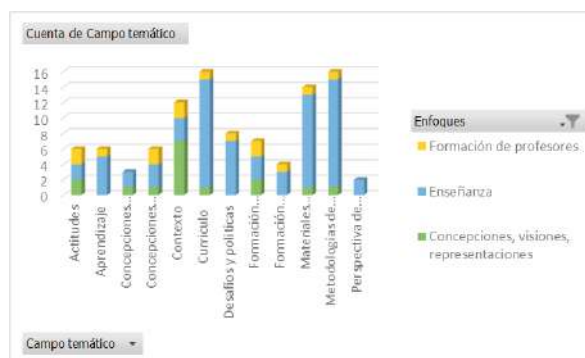 Cuenta de Campo temático
16
14
12
10
8
6
4
2
0
Actitudes
Aprendizaje
Concepciones...
Concepciones...
Contexto
Currículo
Desafíos y políticas
Formación...
Formación...
Materiales...
Metodologías de...
Perspectiva de...
Enfoques
Formación de profesores
Enseñanza
Concepciones, visiones,
representaciones
Campo temático